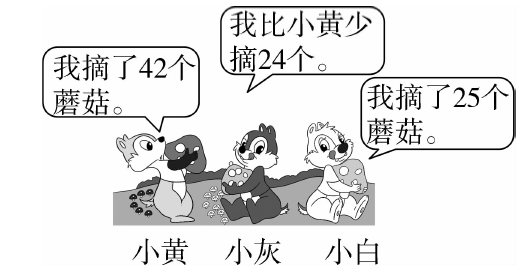 我摘了42个
蘑菇。
我比小黄少
摘24个。
我摘了25个
蘑菇。
小黄 小灰 小白